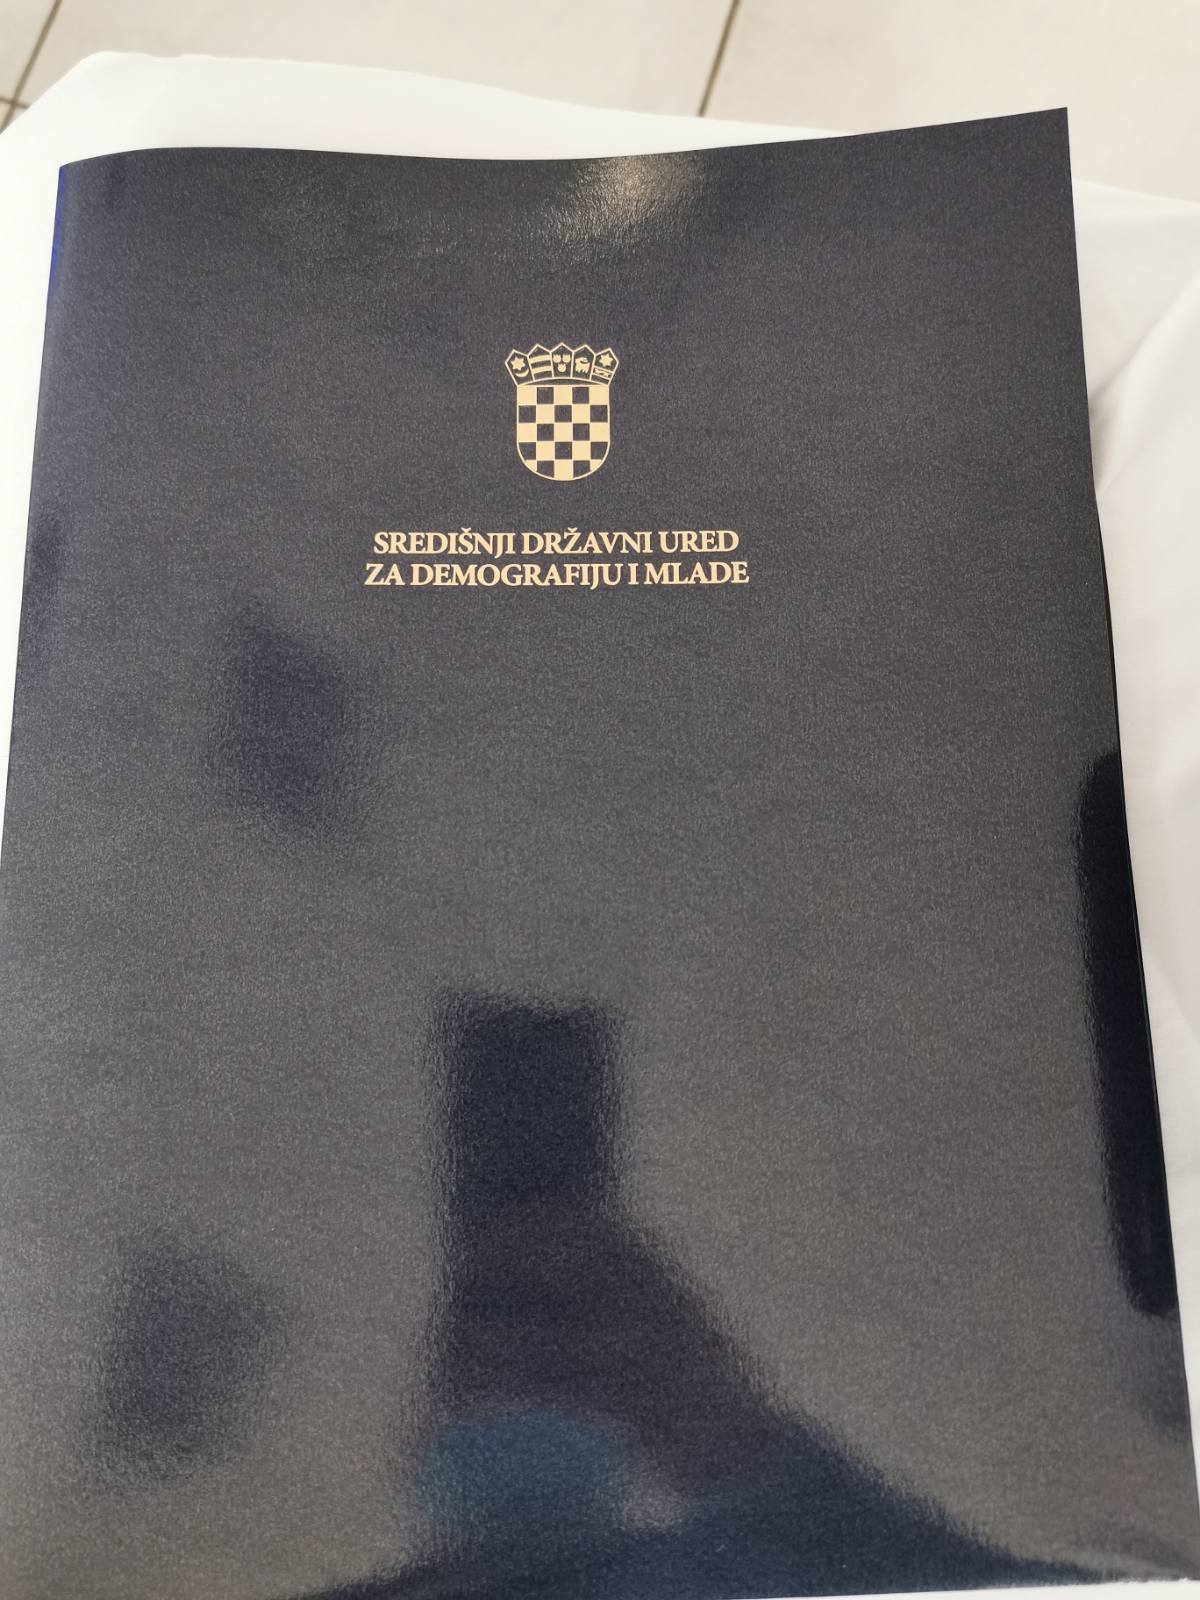 SREDIŠNJI DRŽAVNI URED
ZA DEMOGRAFIJU I MLADE